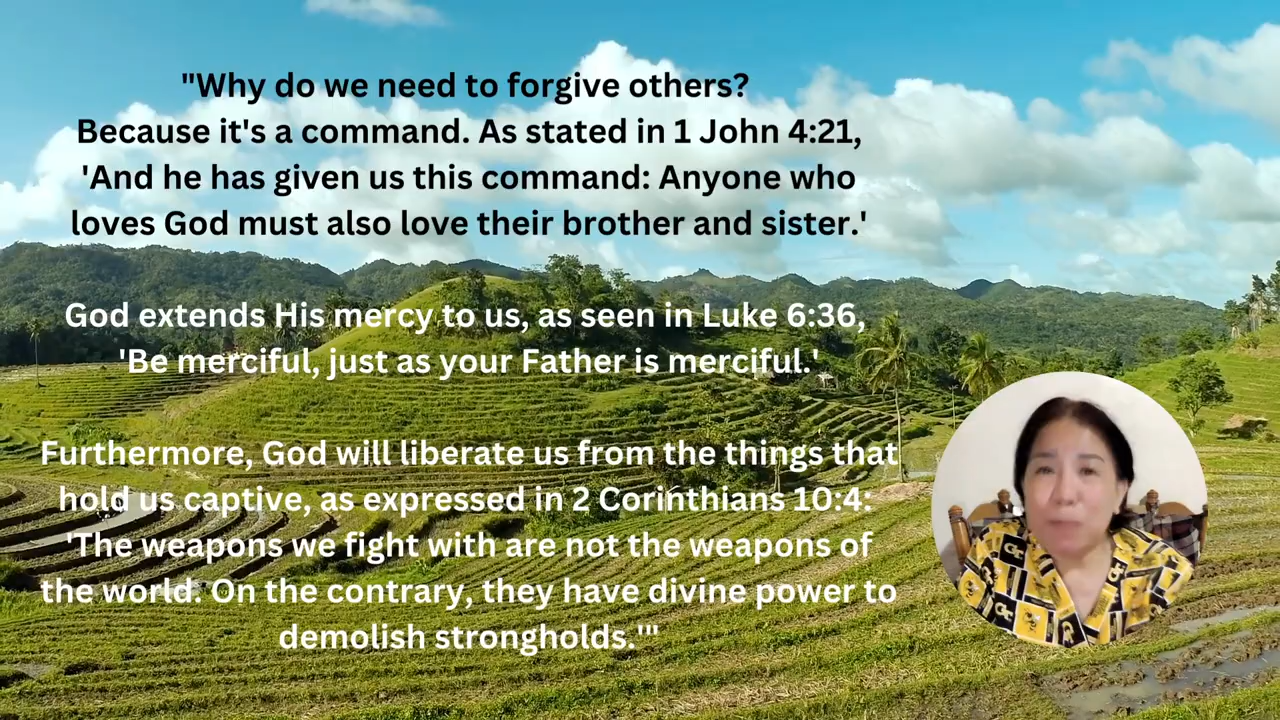 "Why do we need to forgive others?
Because it's a command. As stated in 1 John 4:21,
'And he has given us this command: Anyone who
loves God must also love their brother and sister.'
God extends His mercy to us, as seen in Luke 6:36,
'Be merciful, just as your Father is merciful.'
Furthermore, God will liberate us from the things that
hold us captive, as expressed in 2 Corinthians 10:4:
'The weapons we fight with are not the weapons of
the world. On the contrary, they have divine power to
demolish strongholds.'"